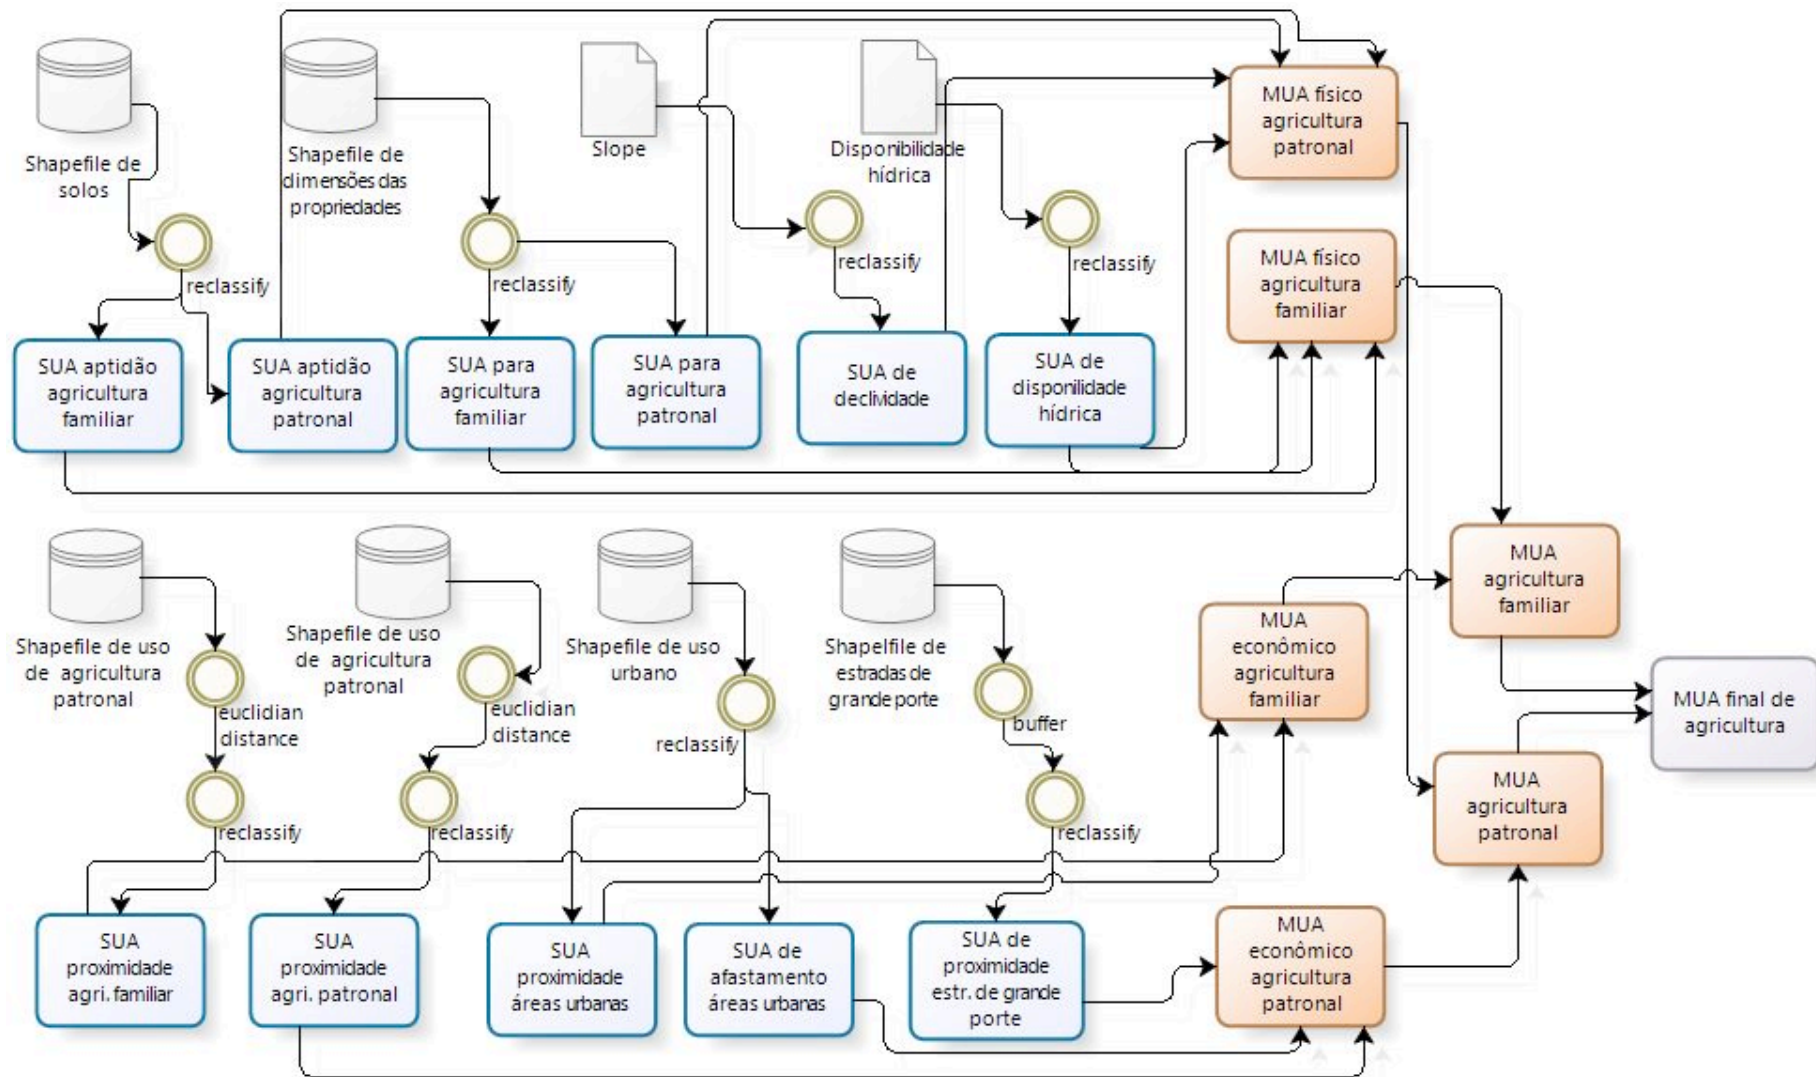 Shapefile de
solos
Shapefile de
dimensões das
propriedades
Slope
Disponibilidade
hídrica
MUA físico
agricultura
patronal
reclassify
reclassify
reclassify
reclassify
MUA físico
agricultura
familiar
SUA aptidão
agricultura
familiar
SUA aptidão
agricultura
patronal
SUA para
agricultura
familiar
SUA para
agricultura
patronal
SUA de
declividade
SUA de
disponilidade
hídrica
Shapefile de uso
de agricultura
patronal
Shapefile de uso
de agricultura
patronal
Shapefile de uso
urbano
Shapelfile de
estradas de
grande porte
MUA
econômico
agricultura
familiar
MUA
agricultura
familiar
euclidian
distance
euclidian
distance
reclassify
buffer
MUA final de
agricultura
reclassify
reclassify
reclassify
MUA
agricultura
patronal
SUA
proximidade
agri. familiar
SUA
proximidade
agri. patronal
SUA
proximidade
áreas urbanas
SUA de
afastamento
áreas urbanas
SUA de
proximidade
estr. de grande
porte
MUA
econômico
agricultura
patronal